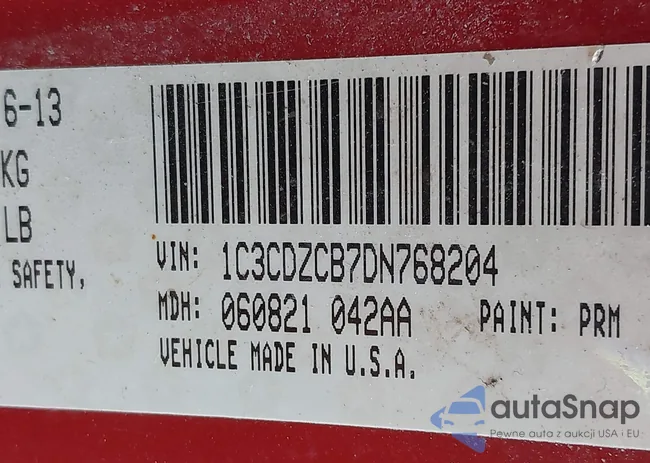 6-13
KG
LB
SAFETY,
VIN: 1C3CDZCB7DN768204
MDH: 060821 042AA PAINT: PRM
VEHICLE MADE IN U.S.A.
autaSnap
Pewne auta z aukcji USA i EU